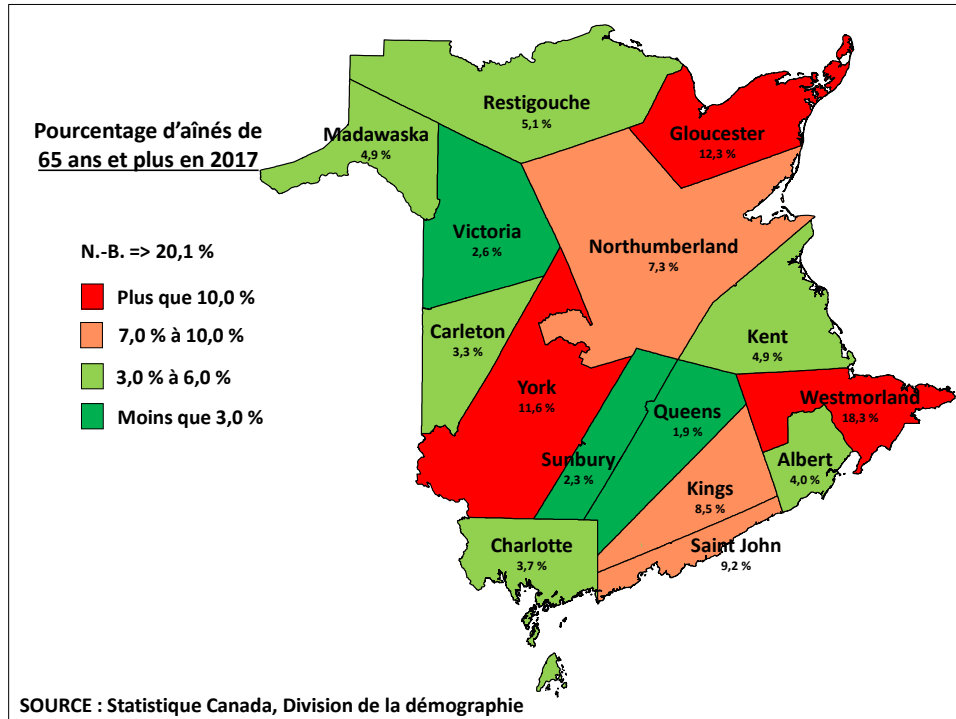 Pourcentage d'aînés de
65 ans et plus en 2017
N.-B. => 20,1 %
Plus que 10,0 %
7,0 % à 10,0 %
3,0 % à 6,0 %
Moins que 3,0 %
Restigouche
5,1 %
Madawaska
4,9 %
Gloucester
12,3 %
Victoria
2,6 %
Northumberland
7,3 %
Carleton
3,3 %
Kent
4,9 %
York
11,6 %
Westmorland
18,3 %
Queens
1,9 %
Sunbury
2,3 %
Albert
4,0 %
Kings
8,5 %
Charlotte
3,7 %
Saint John
9,2 %
SOURCE : Statistique Canada, Division de la démographie